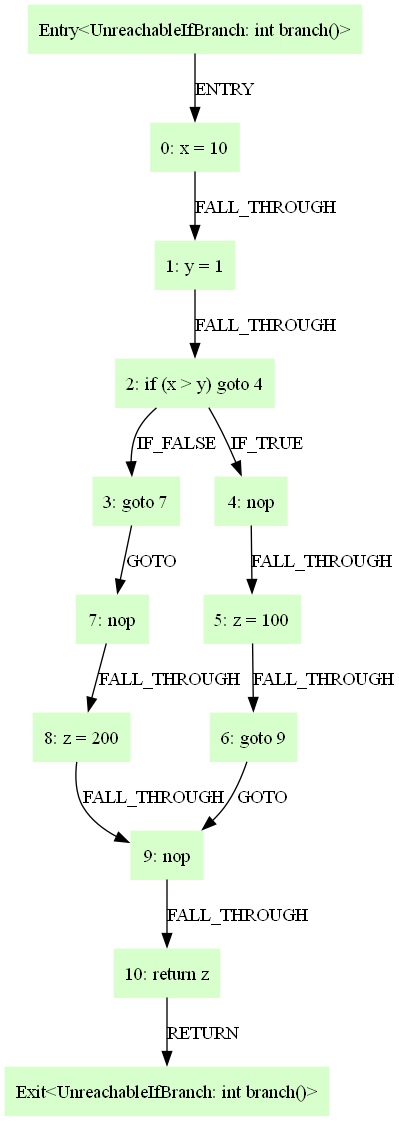 Entry<UnreachableIfBranch: int branch()>
ENTRY
0: x = 10
FALL_THROUGH
1: y = 1
FALL_THROUGH
2: if (x > y) goto 4
IF_FALSE
IF_TRUE
3: goto 7
4: nop
GOTO
FALL_THROUGH
7: nop
5: z = 100
FALL_THROUGH
FALL_THROUGH
8: z = 200
6: goto 9
FALL_THROUGH
GOTO
9: nop
FALL_THROUGH
10: return z
RETURN
Exit<UnreachableIfBranch: int branch()>